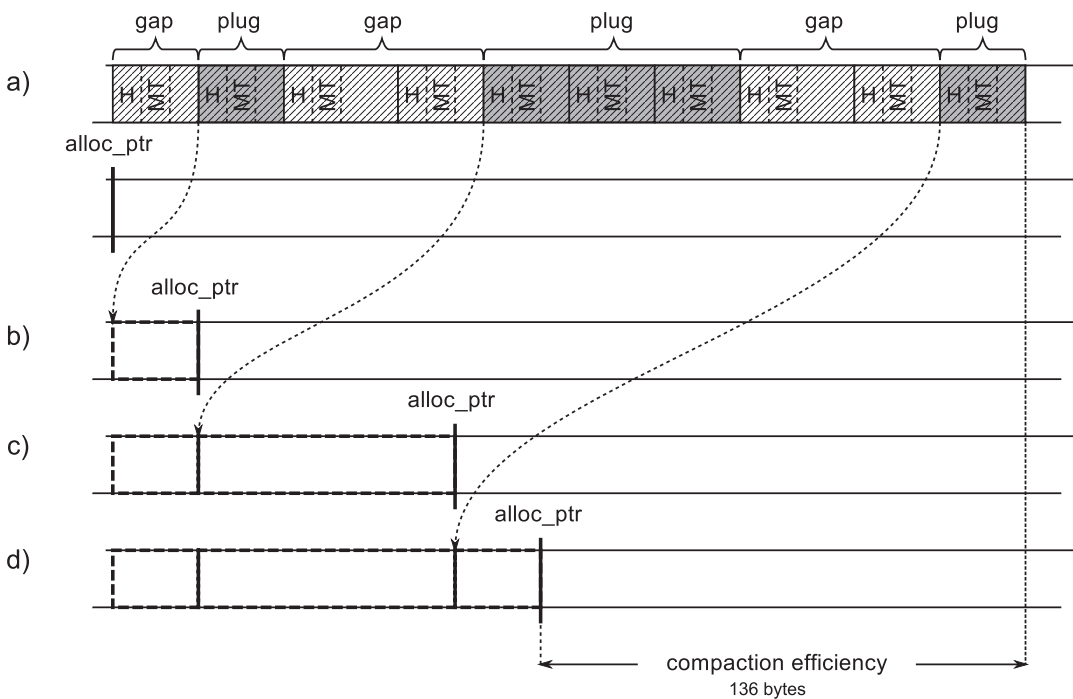 gap plug gap plug gap plug
a) H MT H MT H MT H MT H MT H MT H MT H MT H MT H MT
alloc_ptr
alloc_ptr
b)
alloc_ptr
c)
alloc_ptr
d)
compaction efficiency
136 bytes